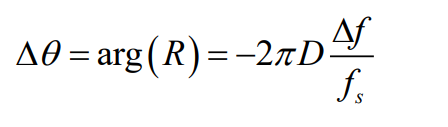 Δθ = arg(R) = −2πD Δf / f_s